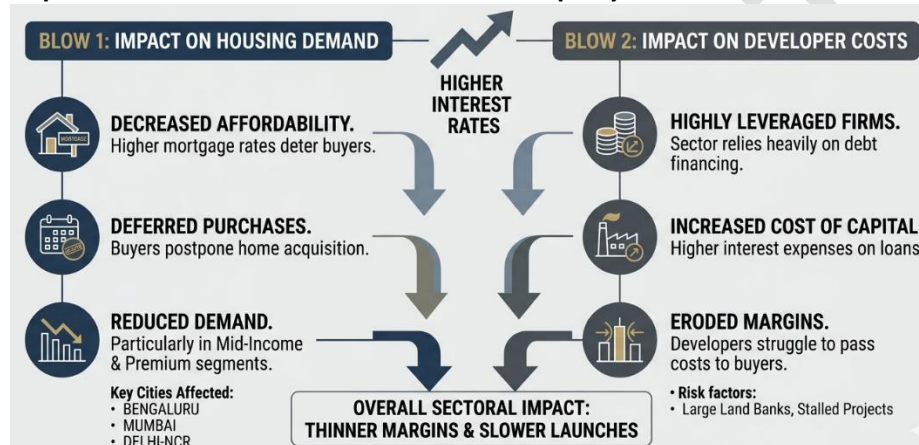 BLOW 1: IMPACT ON HOUSING DEMAND
HIGHER
INTEREST
RATES
BLOW 2: IMPACT ON DEVELOPER COSTS
MORTGAGE
DECREASED AFFORDABILITY.
Higher mortgage rates deter buyers.
DEFERRED PURCHASES.
Buyers postpone home acquisition.
REDUCED DEMAND.
Particularly in Mid-Income
& Premium segments.
Key Cities Affected:
• BENGALURU
• MUMBAI
• DELHI-NCR
HIGHLY LEVERAGED FIRMS.
Sector relies heavily on debt
financing.
INCREASED COST OF CAPITAL
Higher interest expenses on loans
ERODED MARGINS.
Developers struggle to pass
costs to buyers.
• Risk factors:
• Large Land Banks, Stalled Projects
OVERALL SECTORAL IMPACT:
THINNER MARGINS & SLOWER LAUNCHES